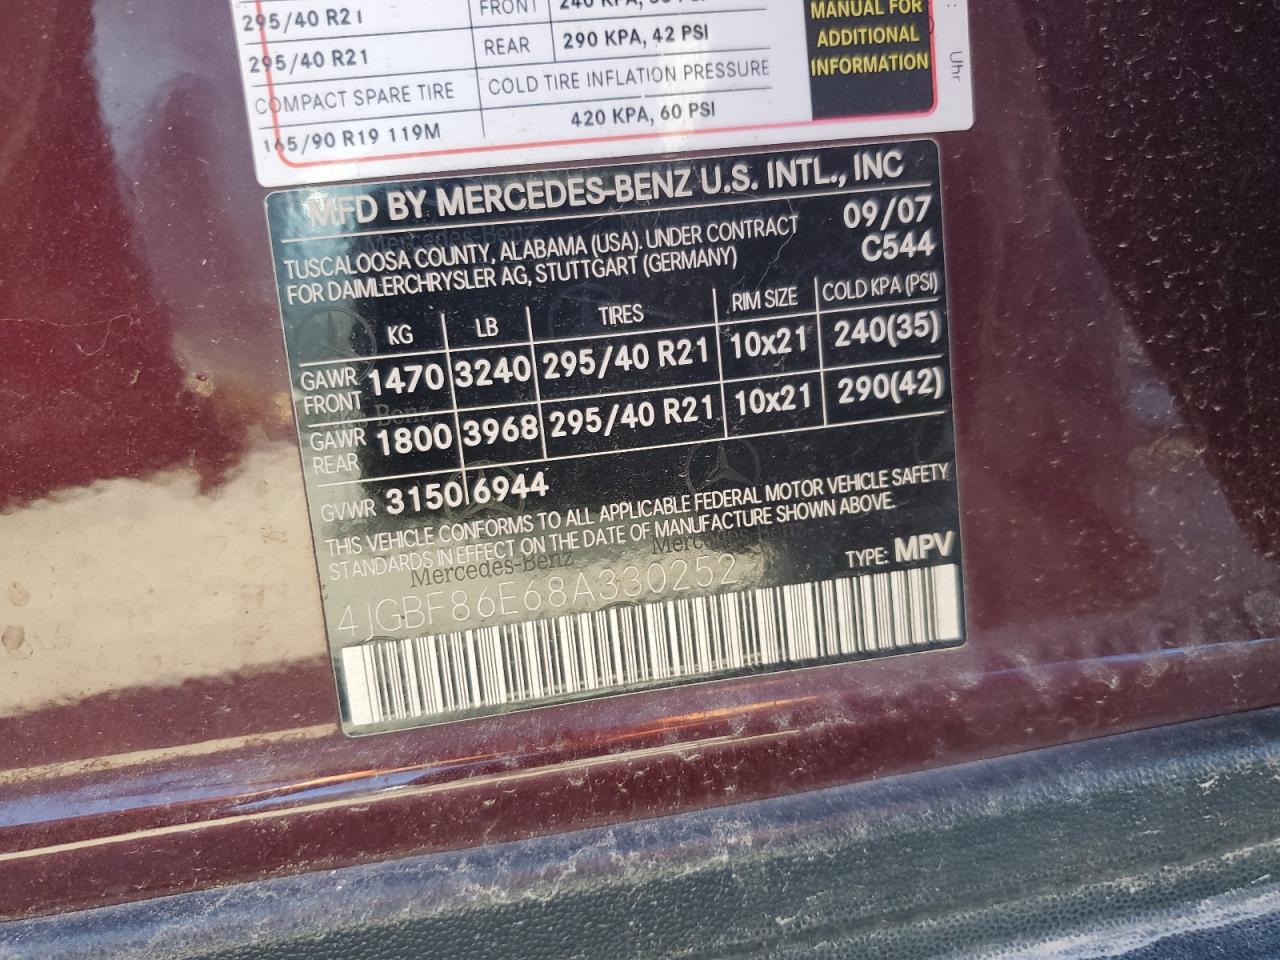 295/40 R21 FRONT 240 KPA,
295/40 R21 REAR 290 KPA, 42 PSI
COMPACT SPARE TIRE COLD TIRE INFLATION PRESSURE
165/90 R19 119M 420 KPA, 60 PSI
MANUAL FOR
ADDITIONAL
INFORMATION
Uhr
MFD BY MERCEDES-BENZ U.S. INTL., INC
TUSCALOOSA COUNTY, ALABAMA (USA). UNDER CONTRACT 09/07
FOR DAIMLERCHRYSLER AG, STUTTGART (GERMANY) C544
KG LB TIRES RIM SIZE COLD KPA (PSI)
GAWR FRONT 1470 3240 295/40 R21 10x21 240(35)
GAWR REAR 1800 3968 295/40 R21 10x21 290(42)
GVWR 3150 6944
THIS VEHICLE CONFORMS TO ALL APPLICABLE FEDERAL MOTOR VEHICLE SAFETY
STANDARDS IN EFFECT ON THE DATE OF MANUFACTURE SHOWN ABOVE.
Mercedes-Benz Mercedes-Benz
TYPE: MPV
4JGBF86E68A330252